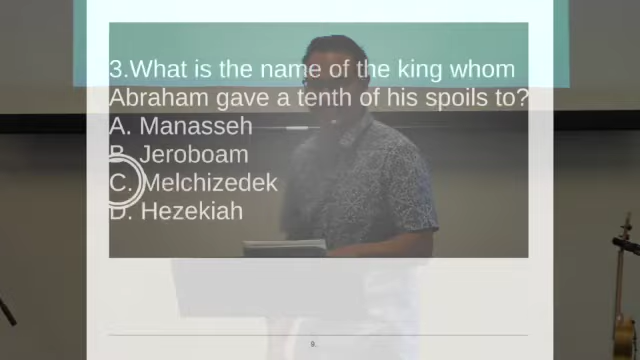 3.What is the name of the king whom
Abraham gave a tenth of his spoils to?
A. Manasseh
B. Jeroboam
C. Melchizedek
D. Hezekiah
9.